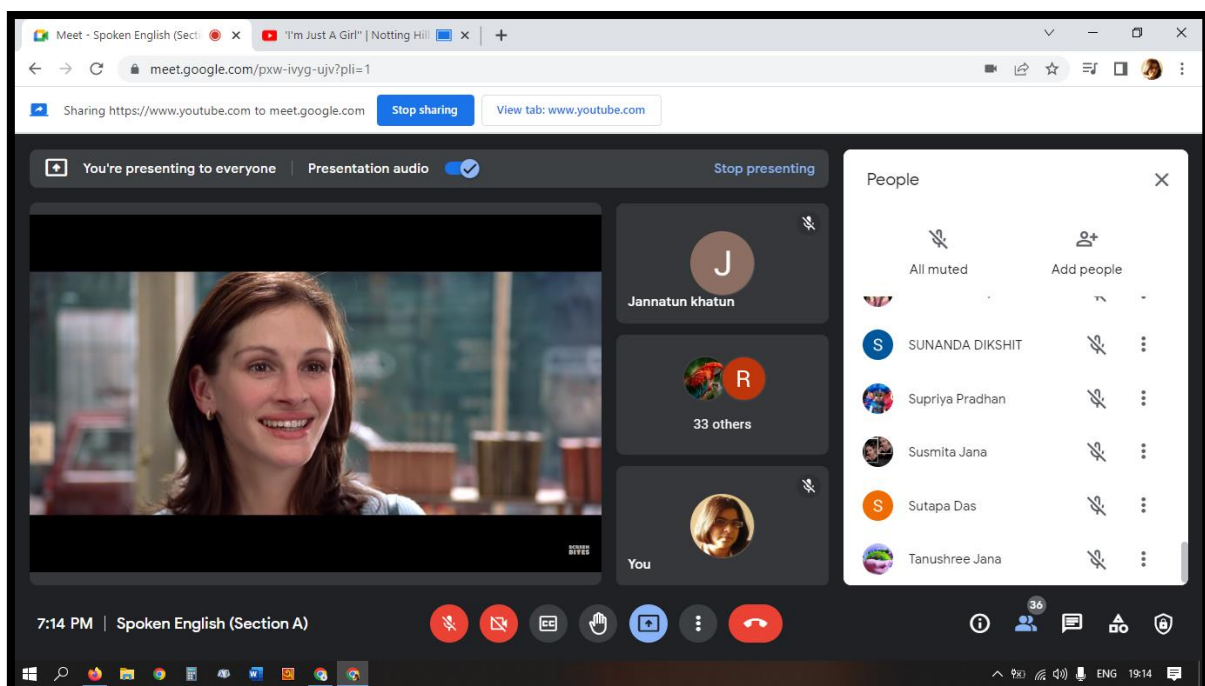 Meet - Spoken English (Secti
"I'm Just A Girl" | Notting Hill
meet.google.com/pxw-ivyg-ujv?pli=1
Sharing https://www.youtube.com to meet.google.com Stop sharing View tab: www.youtube.com
You're presenting to everyone Presentation audio Stop presenting
J
Jannatun khatun
R
33 others
You
SCREEN
BITES
People
All muted Add people
S SUNANDA DIKSHIT
Supriya Pradhan
Susmita Jana
S Sutapa Das
Tanushree Jana
7:14 PM | Spoken English (Section A)
CC
36
ENG 19:14